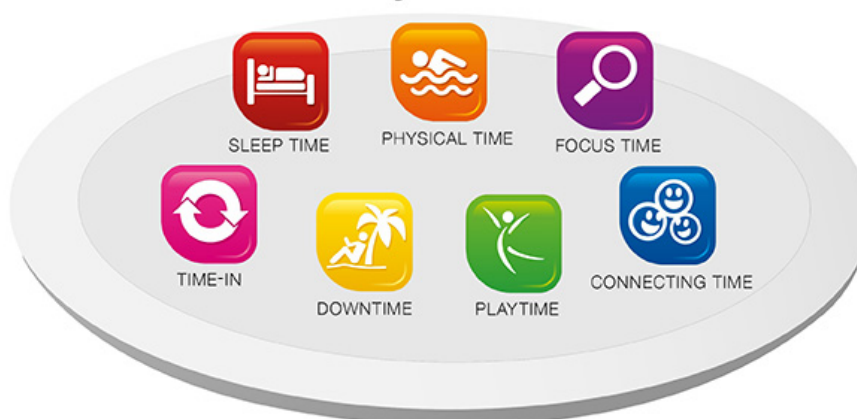 SLEEP TIME
PHYSICAL TIME
FOCUS TIME
TIME-IN
DOWNTIME
PLAYTIME
CONNECTING TIME